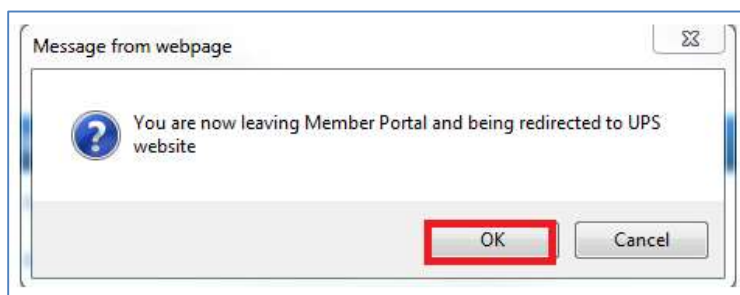 Message from webpage
You are now leaving Member Portal and being redirected to UPS
website
OK
Cancel